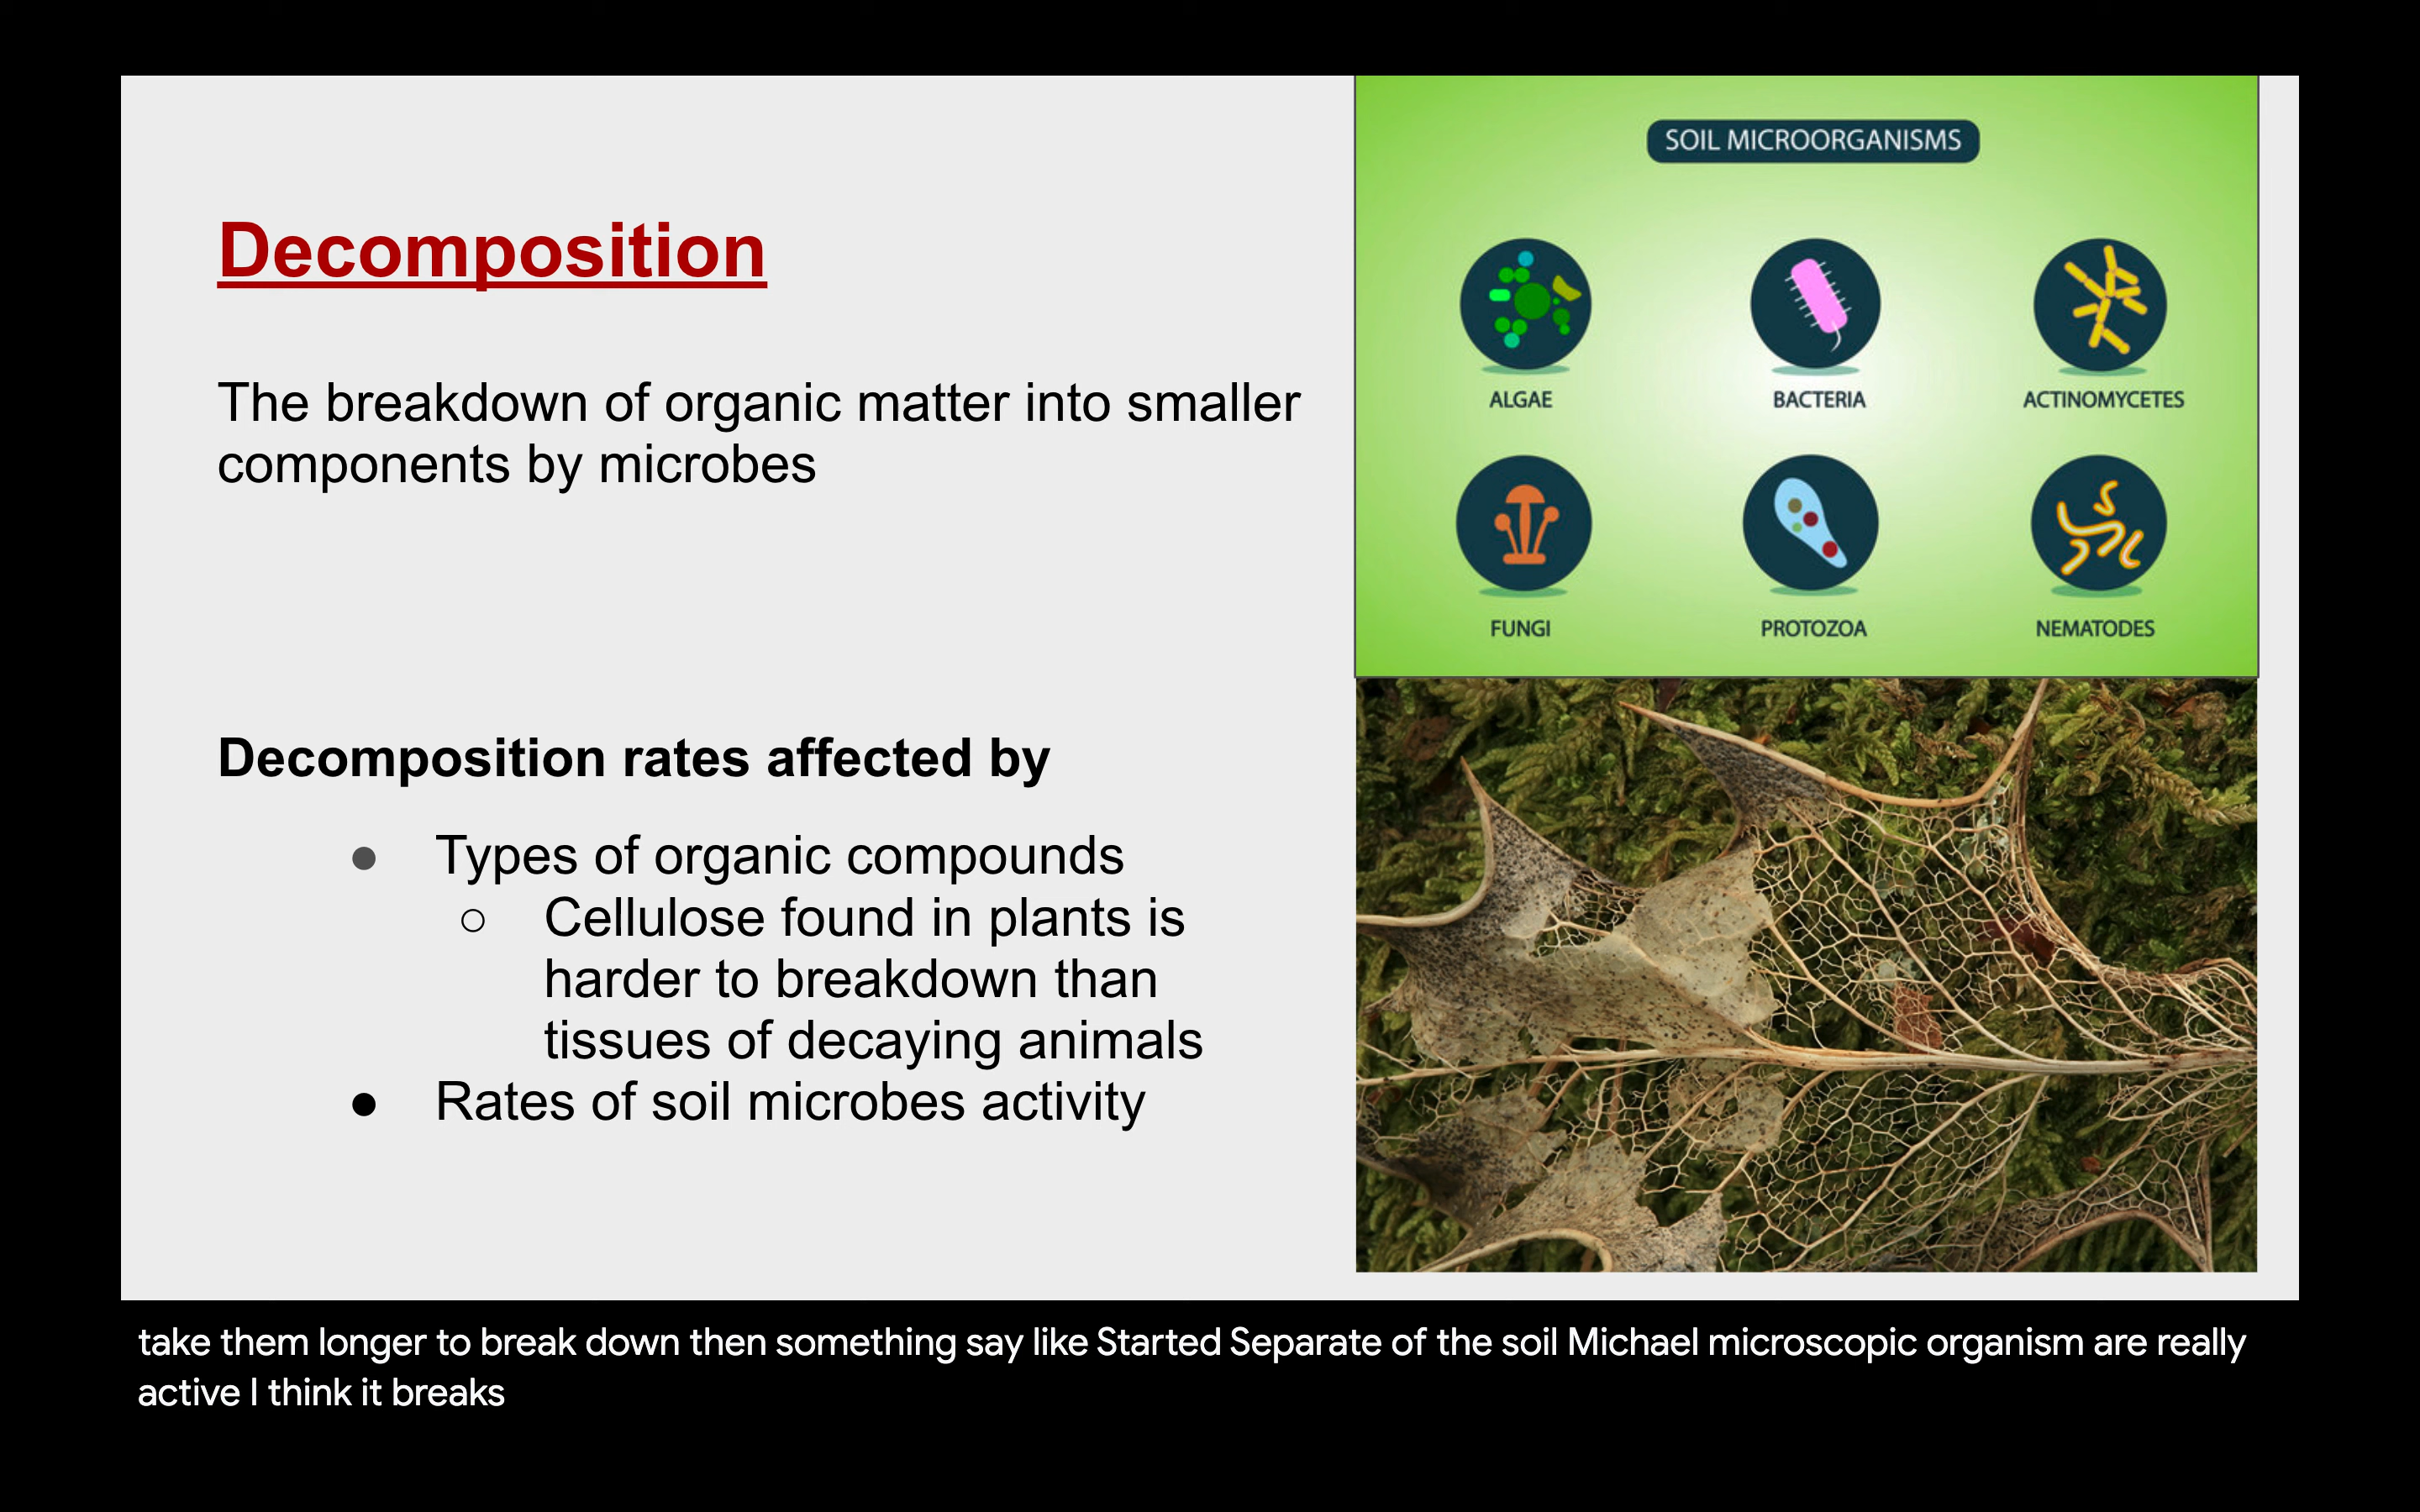 Decomposition
The breakdown of organic matter into smaller
components by microbes
Decomposition rates affected by
● Types of organic compounds
○ Cellulose found in plants is
harder to breakdown than
tissues of decaying animals
● Rates of soil microbes activity
SOIL MICROORGANISMS
ALGAE
BACTERIA
ACTINOMYCETES
FUNGI
PROTOZOA
NEMATODES
take them longer to break down then something say like Started Separate of the soil Michael microscopic organism are really
active I think it breaks